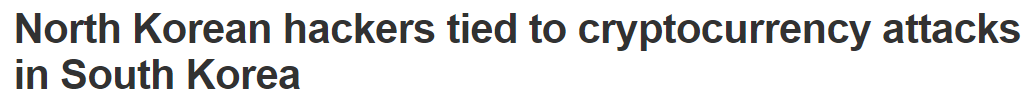 North Korean hackers tied to cryptocurrency attacks
in South Korea